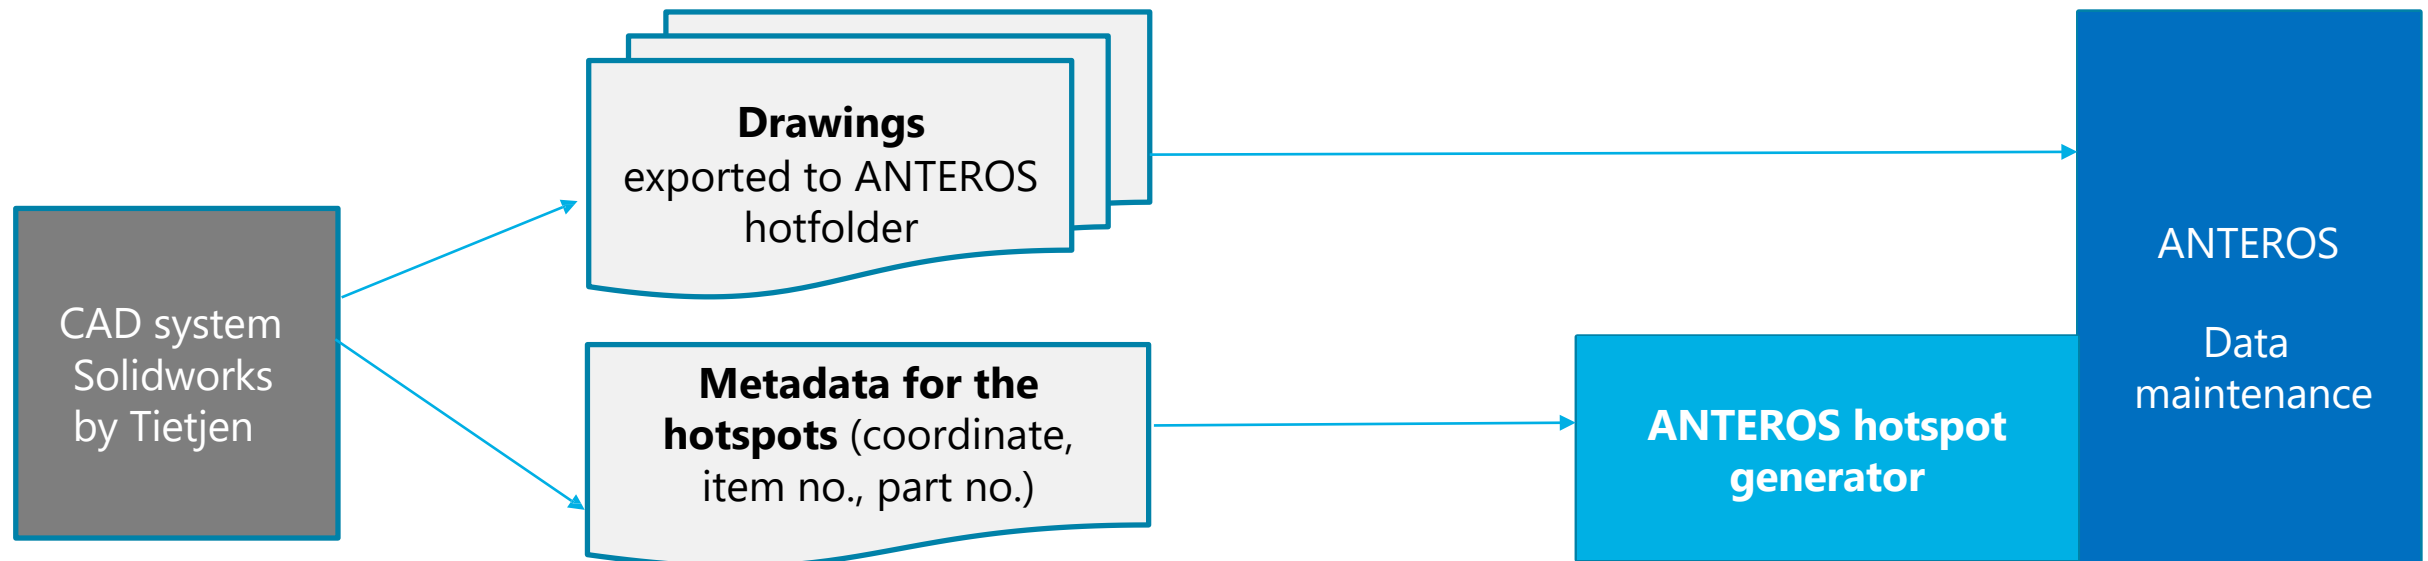 CAD system
Solidworks
by Tietjen
Drawings
exported to ANTEROS
hotfolder
Metadata for the
hotspots (coordinate,
item no., part no.)
ANTEROS hotspot
generator
ANTEROS
Data
maintenance